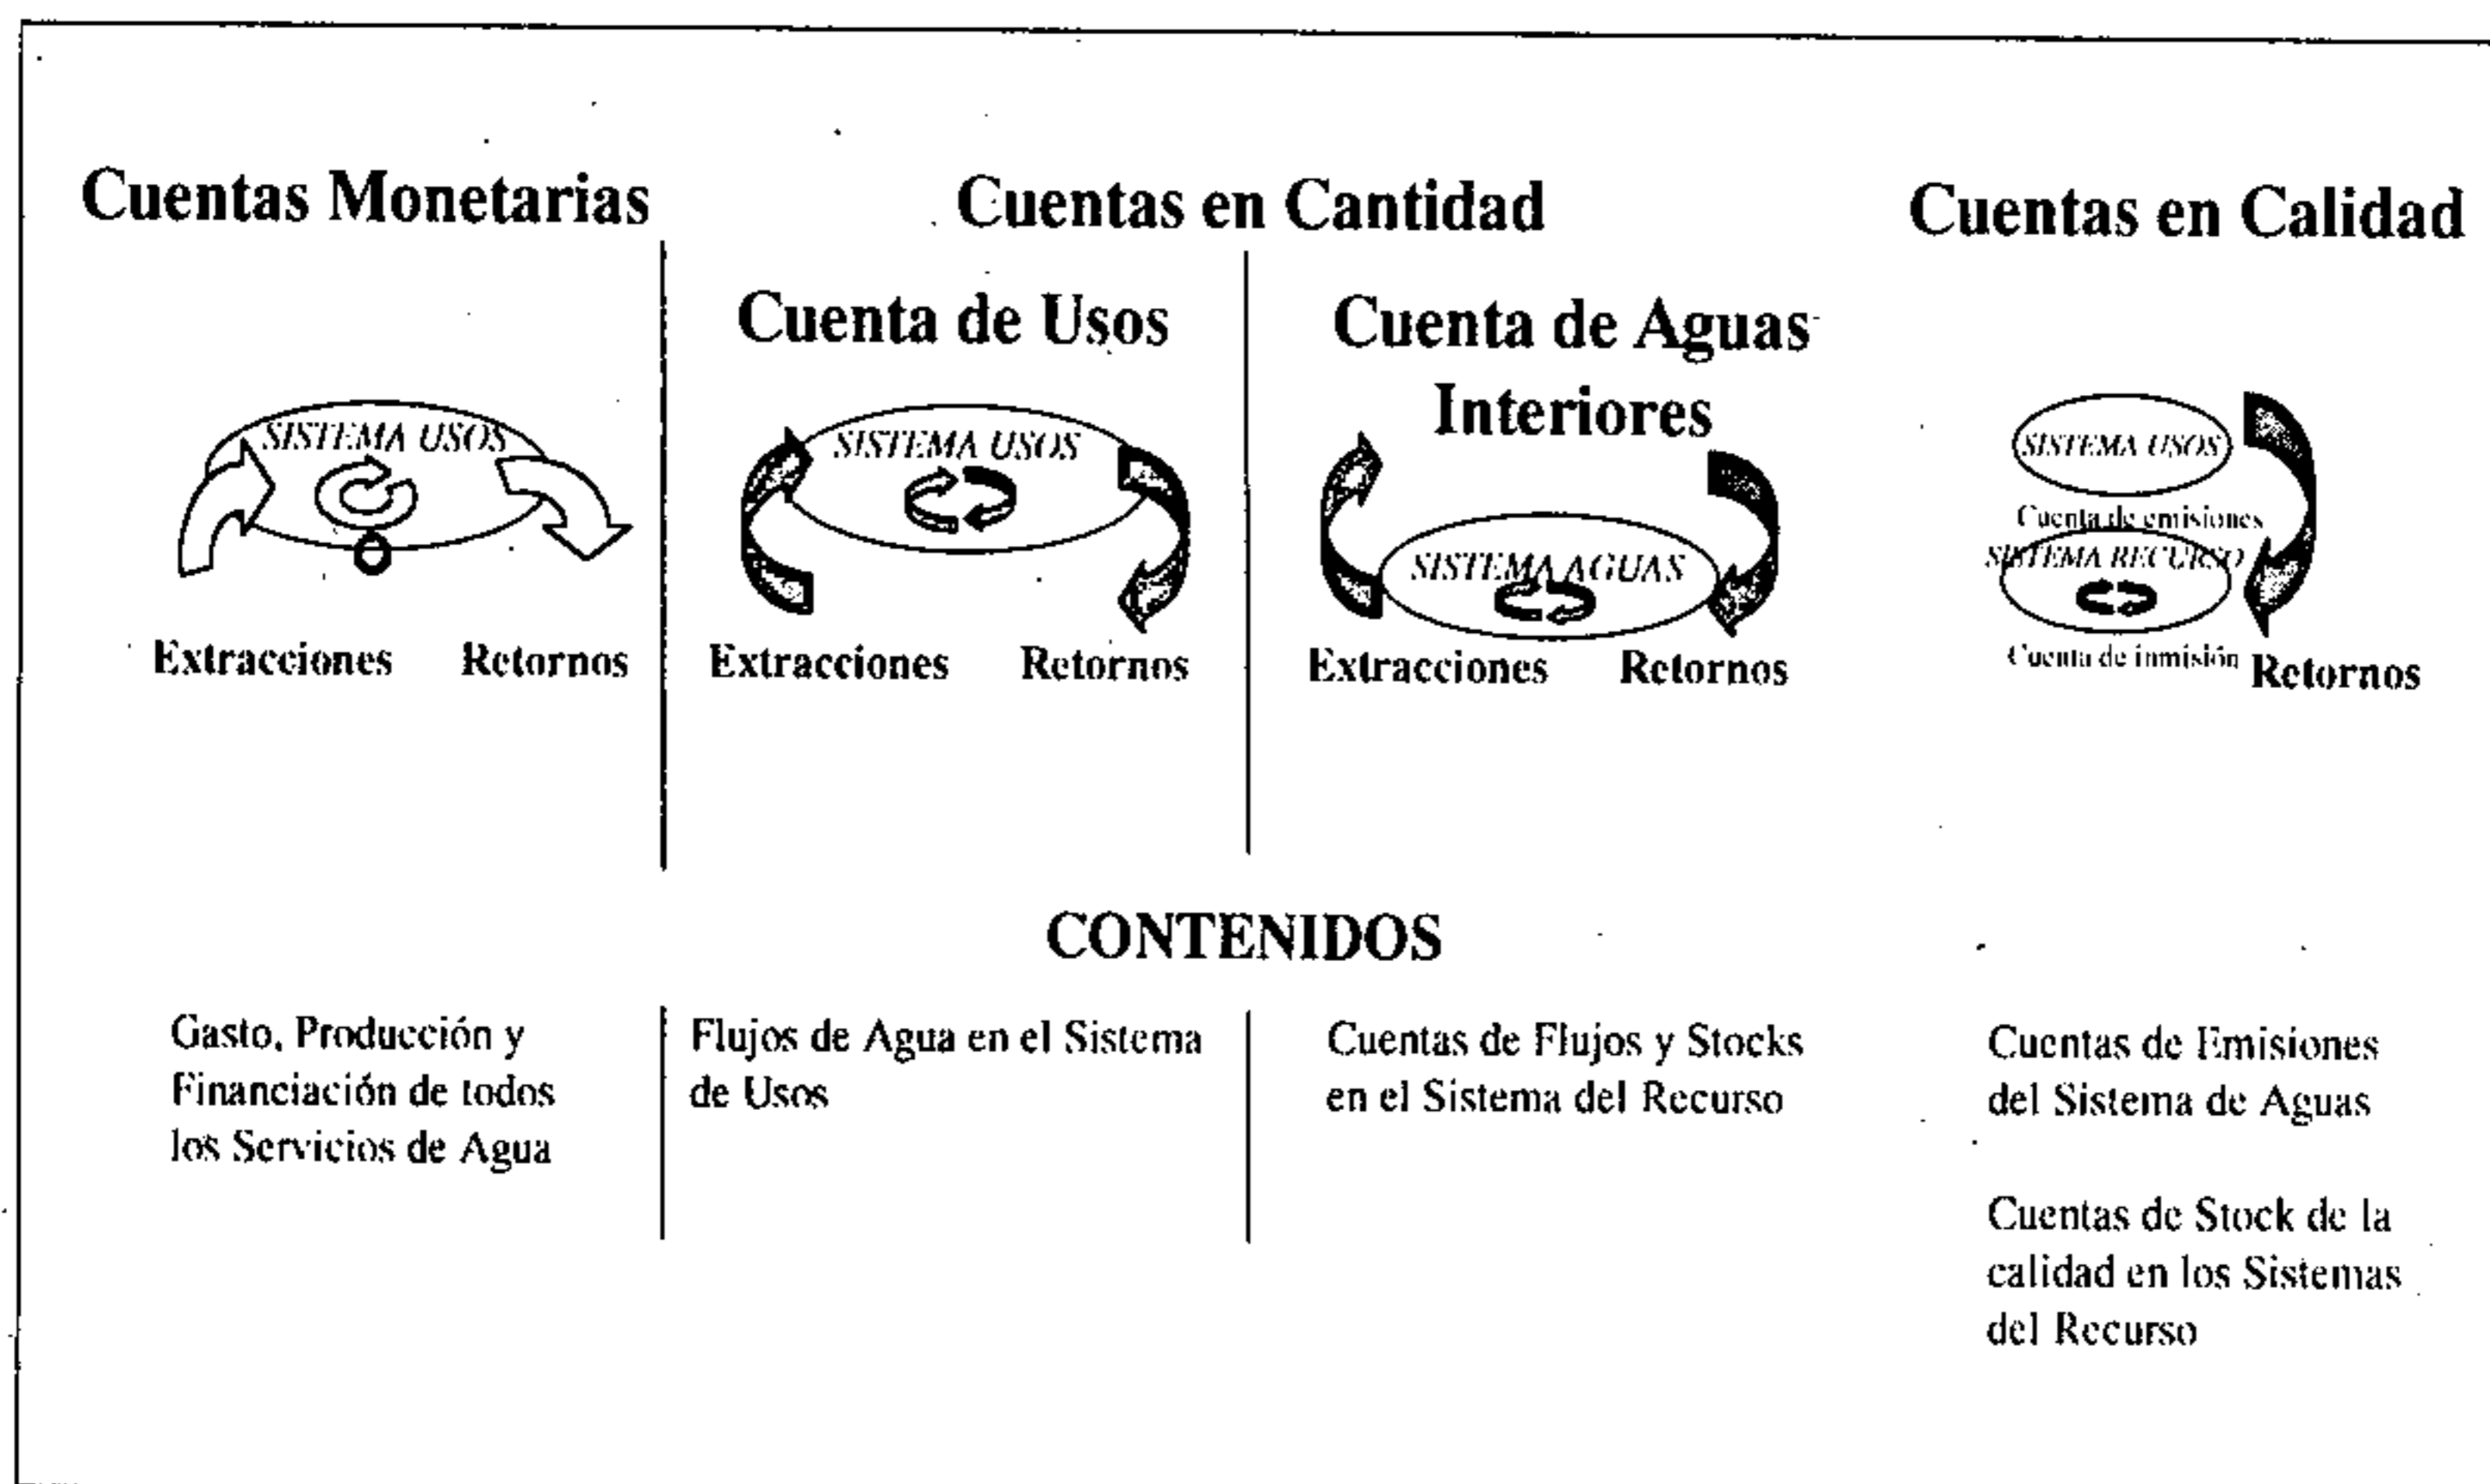 Cuentas Monetarias
Cuentas en Cantidad
Cuentas en Calidad
Cuenta de Usos
Cuenta de Aguas
Interiores
SISTEMA USOS
Extracciones Retornos
SISTEMA USOS
Extracciones Retornos
SISTEMA AGUAS
Extracciones Retornos
SISTEMA USOS
Cuenta de emisiones
SISTEMA RECURSO
Cuenta de inmisión
Retornos
CONTENIDOS
Gasto, Producción y
Financiación de todos
los Servicios de Agua
Flujos de Agua en el Sistema
de Usos
Cuentas de Flujos y Stocks
en el Sistema del Recurso
Cuentas de Emisiones
del Sistema de Aguas
Cuentas de Stock de la
calidad en los Sistemas
del Recurso